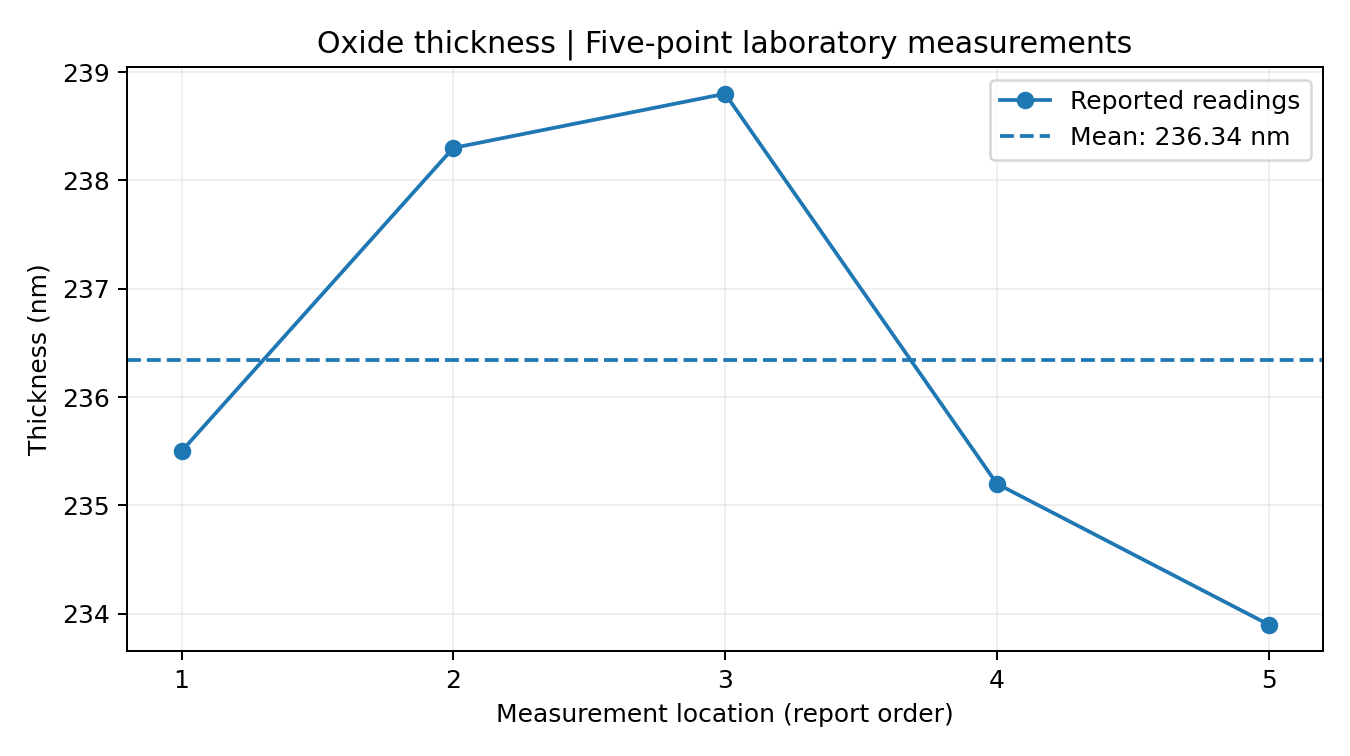 Oxide thickness | Five-point laboratory measurements
Reported readings
Mean: 236.34 nm
Thickness (nm)
239
238
237
236
235
234
1 2 3 4 5
Measurement location (report order)